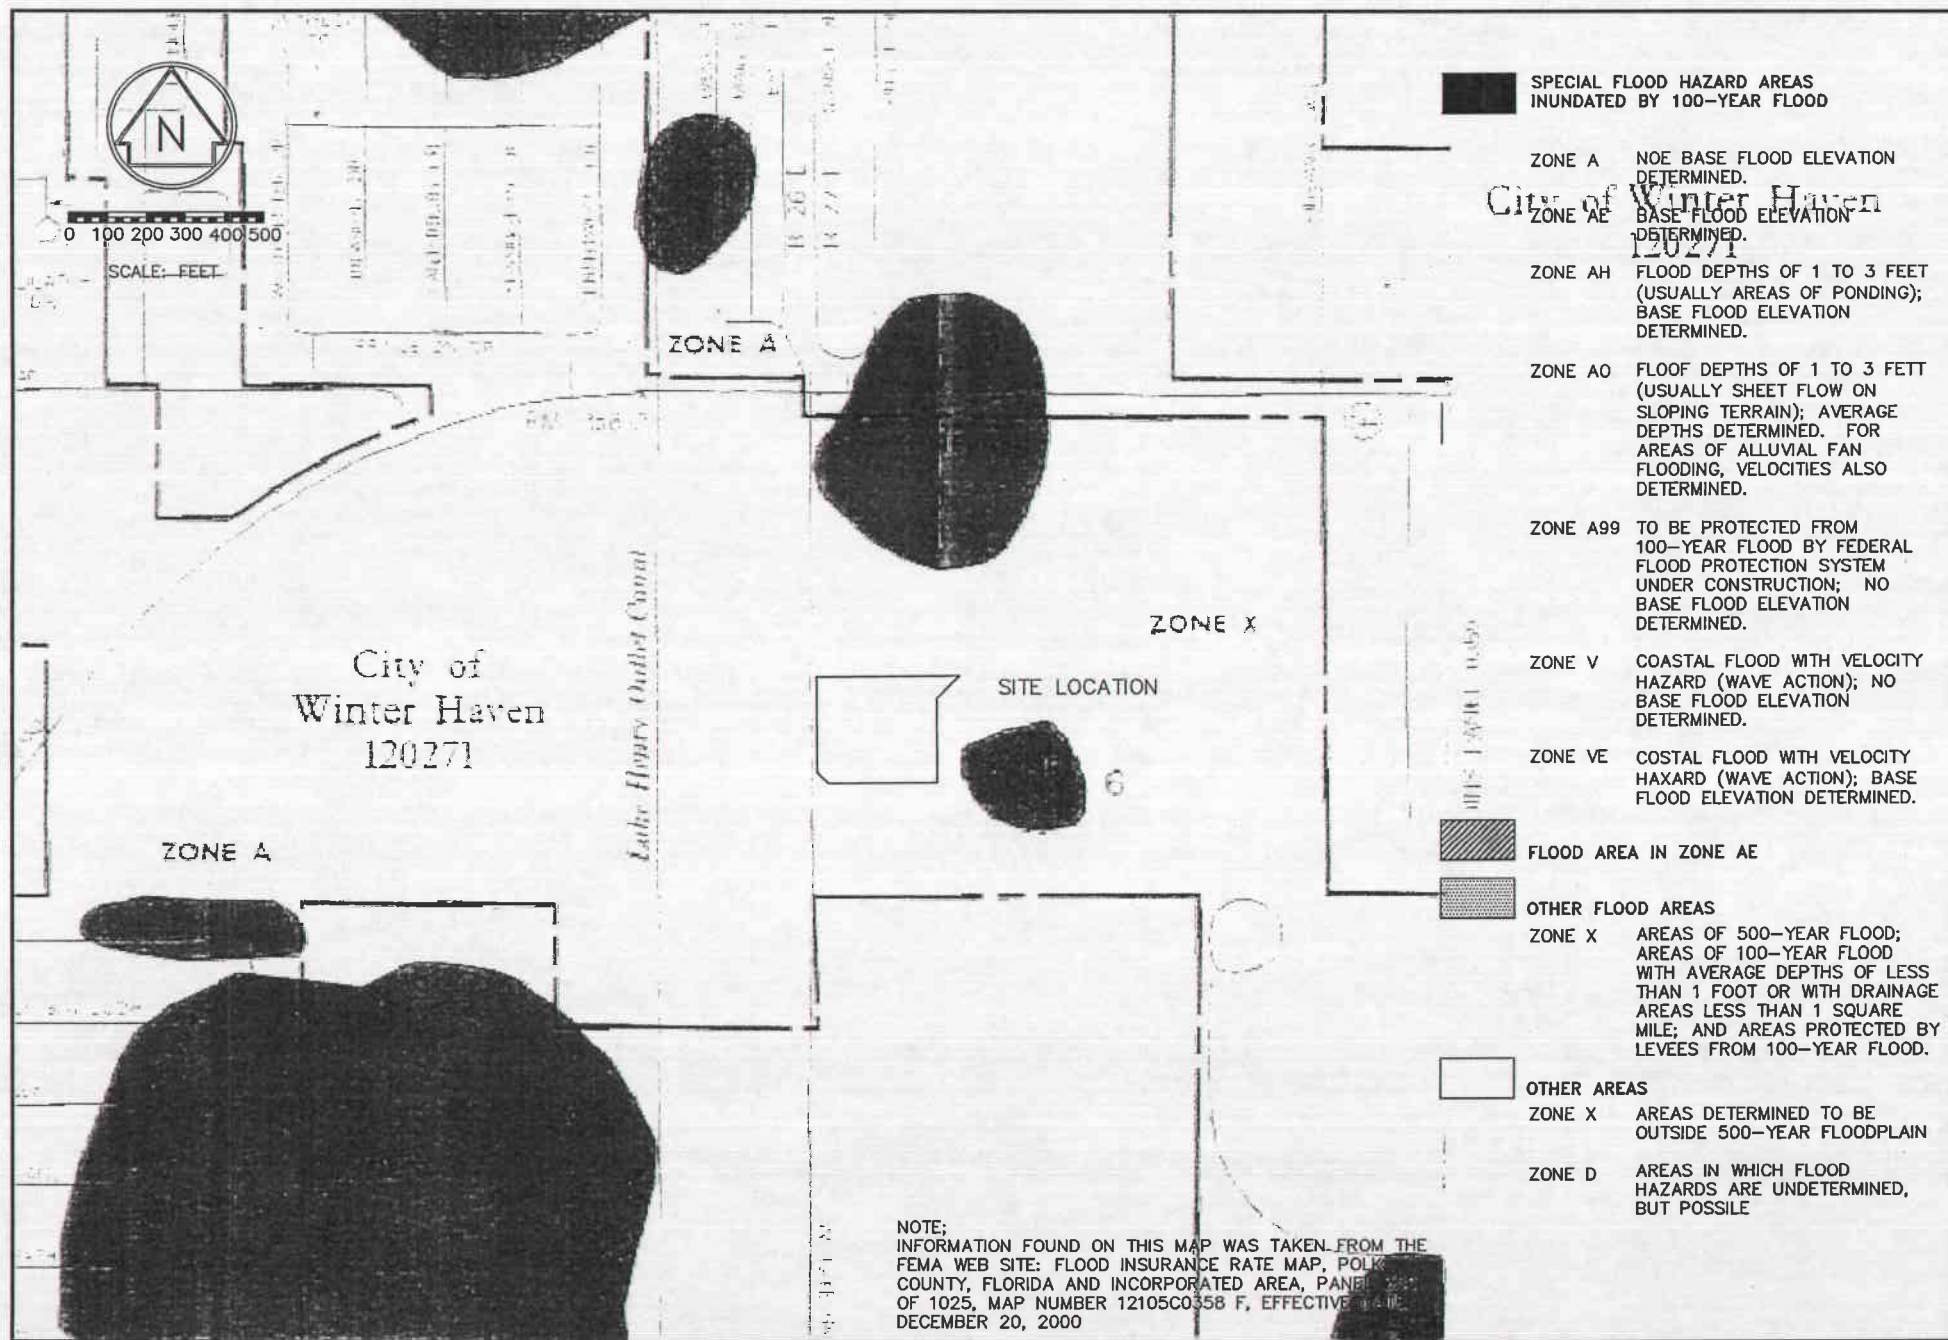 N
0 100 200 300 400 500
SCALE: FEET
ZONE A
ZONE X
SITE LOCATION
6
City of
Winter Haven
120271
Lake Henry Outlet Canal
ZONE A
R 26 E
R 27 E
SPECIAL FLOOD HAZARD AREAS
INUNDATED BY 100-YEAR FLOOD
ZONE A NOE BASE FLOOD ELEVATION
DETERMINED.
City of Winter Haven
120271
ZONE AE BASE FLOOD ELEVATION
DETERMINED.
ZONE AH FLOOD DEPTHS OF 1 TO 3 FEET
(USUALLY AREAS OF PONDING);
BASE FLOOD ELEVATION
DETERMINED.
ZONE AO FLOOF DEPTHS OF 1 TO 3 FETT
(USUALLY SHEET FLOW ON
SLOPING TERRAIN); AVERAGE
DEPTHS DETERMINED. FOR
AREAS OF ALLUVIAL FAN
FLOODING, VELOCITIES ALSO
DETERMINED.
ZONE A99 TO BE PROTECTED FROM
100-YEAR FLOOD BY FEDERAL
FLOOD PROTECTION SYSTEM
UNDER CONSTRUCTION; NO
BASE FLOOD ELEVATION
DETERMINED.
ZONE V COASTAL FLOOD WITH VELOCITY
HAZARD (WAVE ACTION); NO
BASE FLOOD ELEVATION
DETERMINED.
ZONE VE COSTAL FLOOD WITH VELOCITY
HAXARD (WAVE ACTION); BASE
FLOOD ELEVATION DETERMINED.
FLOOD AREA IN ZONE AE
OTHER FLOOD AREAS
ZONE X AREAS OF 500-YEAR FLOOD;
AREAS OF 100-YEAR FLOOD
WITH AVERAGE DEPTHS OF LESS
THAN 1 FOOT OR WITH DRAINAGE
AREAS LESS THAN 1 SQUARE
MILE; AND AREAS PROTECTED BY
LEVEES FROM 100-YEAR FLOOD.
OTHER AREAS
ZONE X AREAS DETERMINED TO BE
OUTSIDE 500-YEAR FLOODPLAIN
ZONE D AREAS IN WHICH FLOOD
HAZARDS ARE UNDETERMINED,
BUT POSSILE
NOTE;
INFORMATION FOUND ON THIS MAP WAS TAKEN FROM THE
FEMA WEB SITE: FLOOD INSURANCE RATE MAP, POLK
COUNTY, FLORIDA AND INCORPORATED AREA,
OF 1025, MAP NUMBER 12105C0358 F, EFFECTIVE
DECEMBER 20, 2000